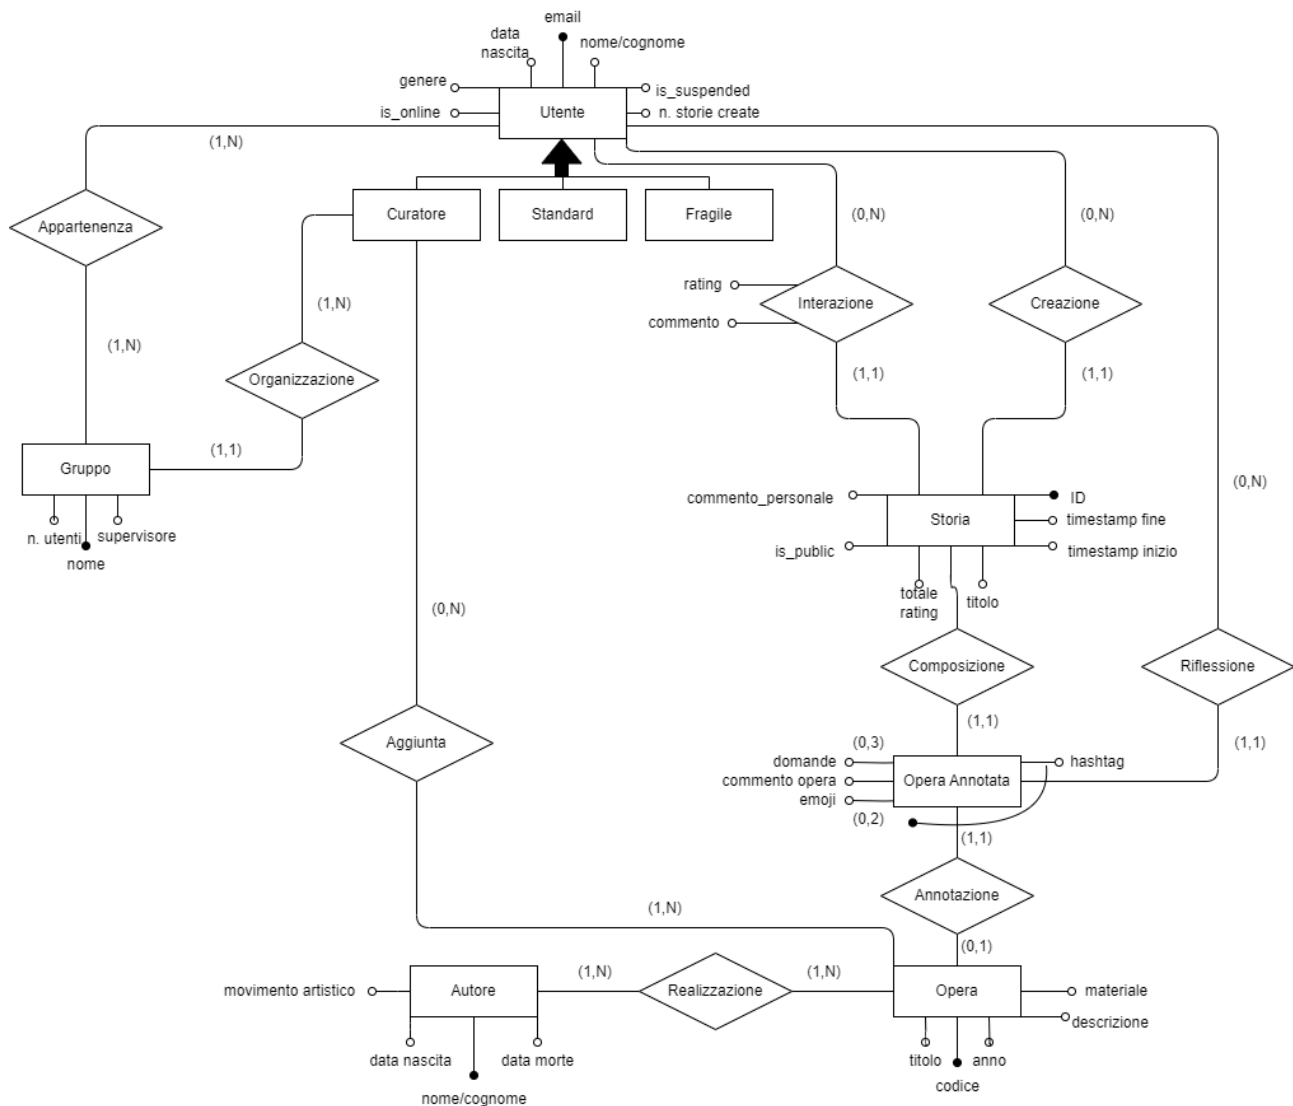 email
data
nascita
nome/cognome
genere
is_suspended
is_online
Utente
n. storie create
(1,N)
Curatore
Standard
Fragile
(0,N)
(0,N)
Appartenenza
rating
Interazione
Creazione
(1,N)
commento
(1,N)
Organizzazione
(1,1)
(1,1)
(1,1)
Gruppo
(0,N)
commento_personale
ID
Storia
timestamp fine
n. utenti
supervisore
is_public
timestamp inizio
nome
totale
rating
titolo
(0,N)
Composizione
Riflessione
(1,1)
Aggiunta
(0,3)
(1,1)
domande
hashtag
commento opera
Opera Annotata
emoji
(0,2)
(1,1)
Annotazione
(1,N)
(0,1)
(1,N)
(1,N)
movimento artistico
Autore
Realizzazione
Opera
materiale
descrizione
data nascita
data morte
titolo
anno
codice
nome/cognome